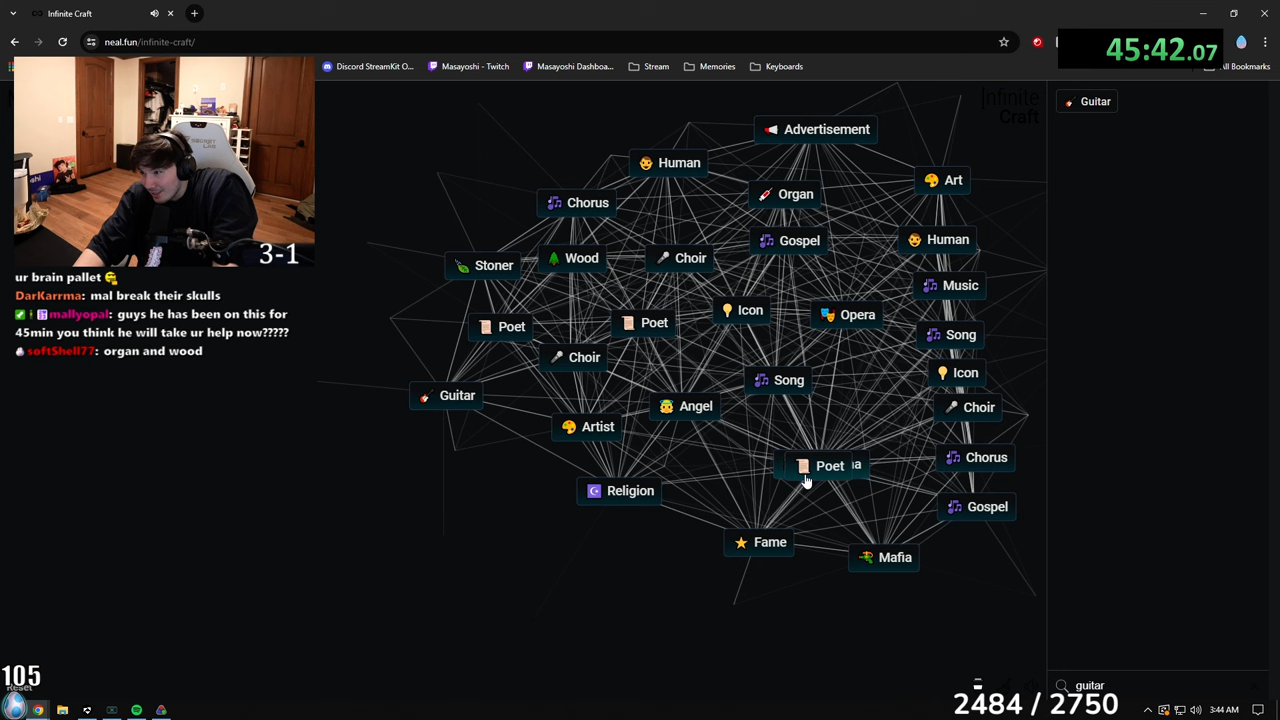 Infinite Craft
neal.fun/infinite-craft/
45:42.07
Discord StreamKit O...
Masayoshi - Twitch
Masayoshi Dashboa...
Stream
Memories
Keyboards
All Bookmarks
Infinite
Craft
Guitar
Advertisement
Human
Art
Organ
Chorus
Gospel
Human
Wood
Choir
Stoner
Music
Icon
Opera
Poet
Poet
Song
Choir
Icon
Song
Guitar
Angel
Choir
Artist
Chorus
Poet
Religion
Gospel
Fame
Mafia
3-1
ur brain pallet
DarKarrma: mal break their skulls
mallyopal: guys he has been on this for
45min you think he will take ur help now?????
softShell77: organ and wood
105
Reset
guitar
2484 / 2750
3:44 AM